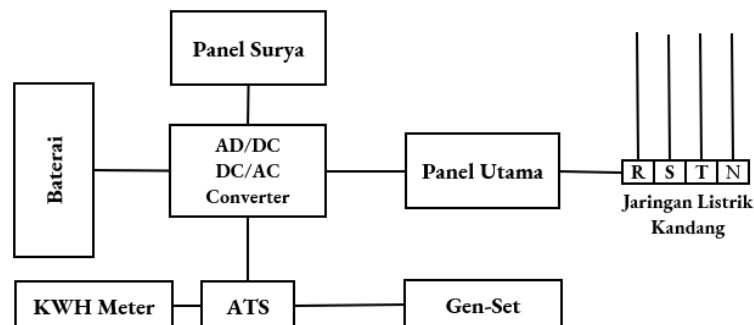 Panel Surya
Baterai
AD/DC
DC/AC
Converter
Panel Utama
R S T N
Jaringan Listrik
Kandang
KWH Meter
ATS
Gen-Set